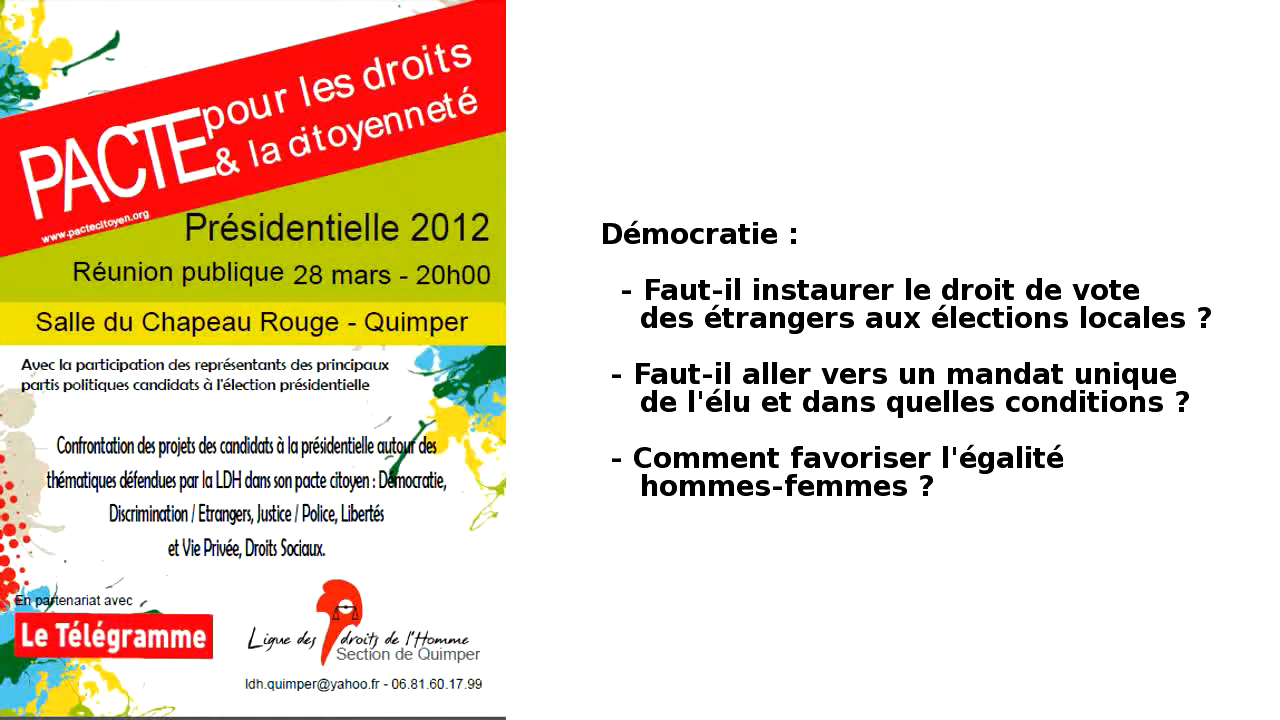 PACTE pour les droits
& la citoyenneté
www.pactecitoyen.org
Présidentielle 2012
Réunion publique 28 mars - 20h00
Salle du Chapeau Rouge - Quimper
Avec la participation des représentants des principaux
partis politiques candidats à l'élection présidentielle
Confrontation des projets des candidats à la présidentielle autour des
thématiques défendues par la LDH dans son pacte citoyen : Démocratie,
Discrimination / Etrangers, Justice / Police, Libertés
et Vie Privée, Droits Sociaux.
En partenariat avec
Le Télégramme
Ligue des droits de l'Homme
Section de Quimper
ldh.quimper@yahoo.fr - 06.81.60.17.99
Démocratie :
- Faut-il instaurer le droit de vote
des étrangers aux élections locales ?
- Faut-il aller vers un mandat unique
de l'élu et dans quelles conditions ?
- Comment favoriser l'égalité
hommes-femmes ?